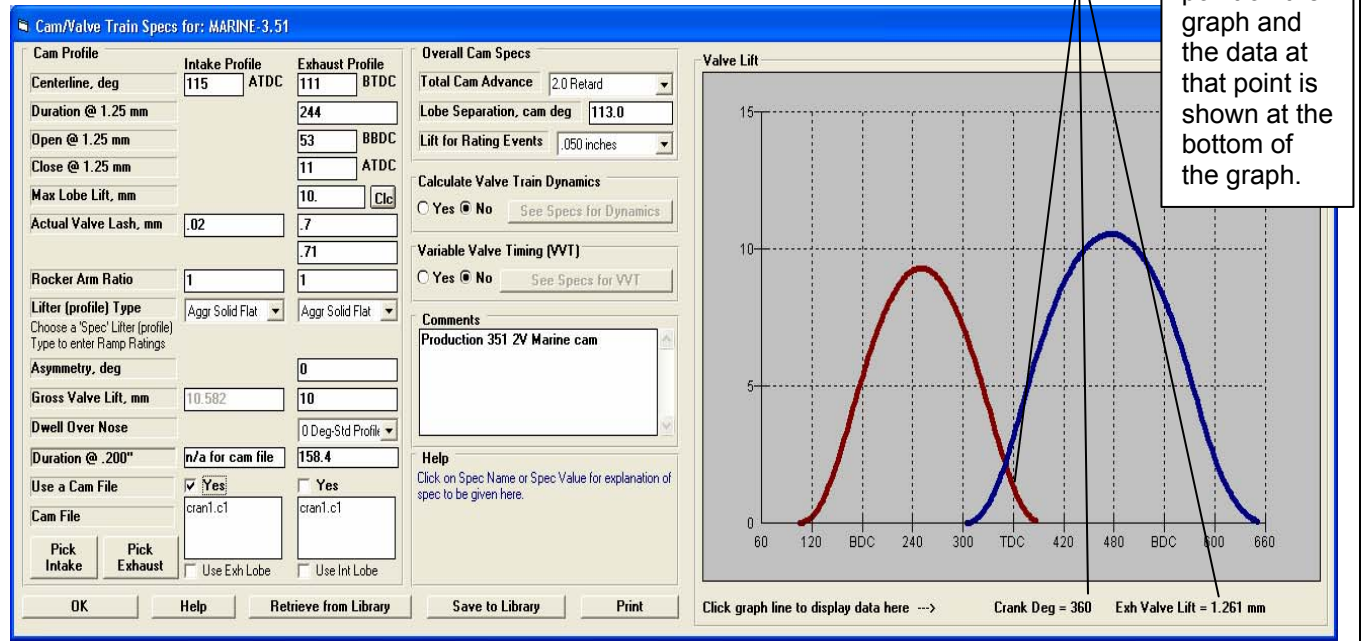 graph and
the data at
that point is
shown at the
bottom of
the graph.
Cam/Valve Train Specs for: MARINE-3.51
Cam Profile
Intake Profile Exhaust Profile
Centerline, deg 115 ATDC 111 BTDC
Duration @ 1.25 mm 244
Open @ 1.25 mm 53 BBDC
Close @ 1.25 mm 11 ATDC
Max Lobe Lift, mm 10. Clc
Actual Valve Lash, mm .02 .7
.71
Rocker Arm Ratio 1 1
Lifter (profile) Type Aggr Solid Flat Aggr Solid Flat
Choose a 'Spec' Lifter (profile)
Type to enter Ramp Ratings
Asymmetry, deg 0
Gross Valve Lift, mm 10.582 10
Dwell Over Nose 0 Deg-Std Profile
Duration @ .200" n/a for cam file 158.4
Use a Cam File Yes Yes
Cam File cran1.c1 cran1.c1
Pick Intake Pick Exhaust
Use Exh Lobe Use Int Lobe
Overall Cam Specs
Total Cam Advance 2.0 Retard
Lobe Separation, cam deg 113.0
Lift for Rating Events .050 inches
Calculate Valve Train Dynamics
Yes No See Specs for Dynamics
Variable Valve Timing (VVT)
Yes No See Specs for VVT
Comments
Production 351 2V Marine cam
Help
Click on Spec Name or Spec Value for explanation of
spec to be given here.
Valve Lift
15
10
5
0
60 120 BDC 240 300 TDC 420 480 BDC 600 660
OK Help Retrieve from Library Save to Library Print
Click graph line to display data here ---> Crank Deg = 360 Exh Valve Lift = 1.261 mm